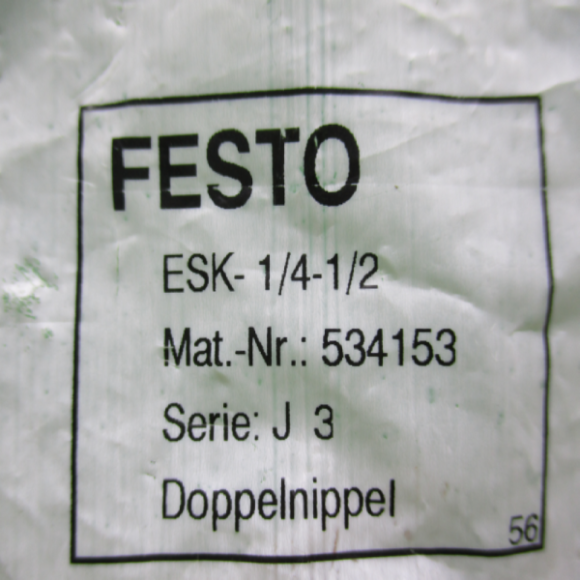 FESTO
ESK- 1/4-1/2
Mat.-Nr.: 534153
Serie: J 3
Doppelnippel
56